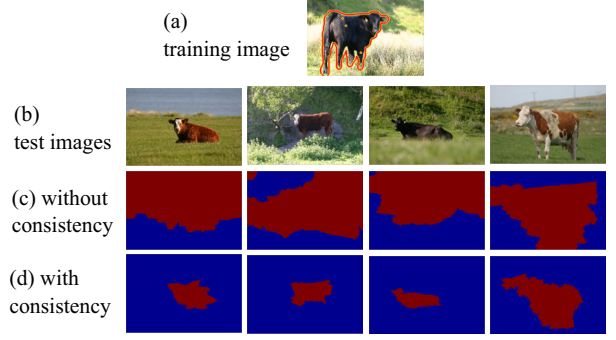 (a)
training image
(b)
test images
(c) without
consistency
(d) with
consistency